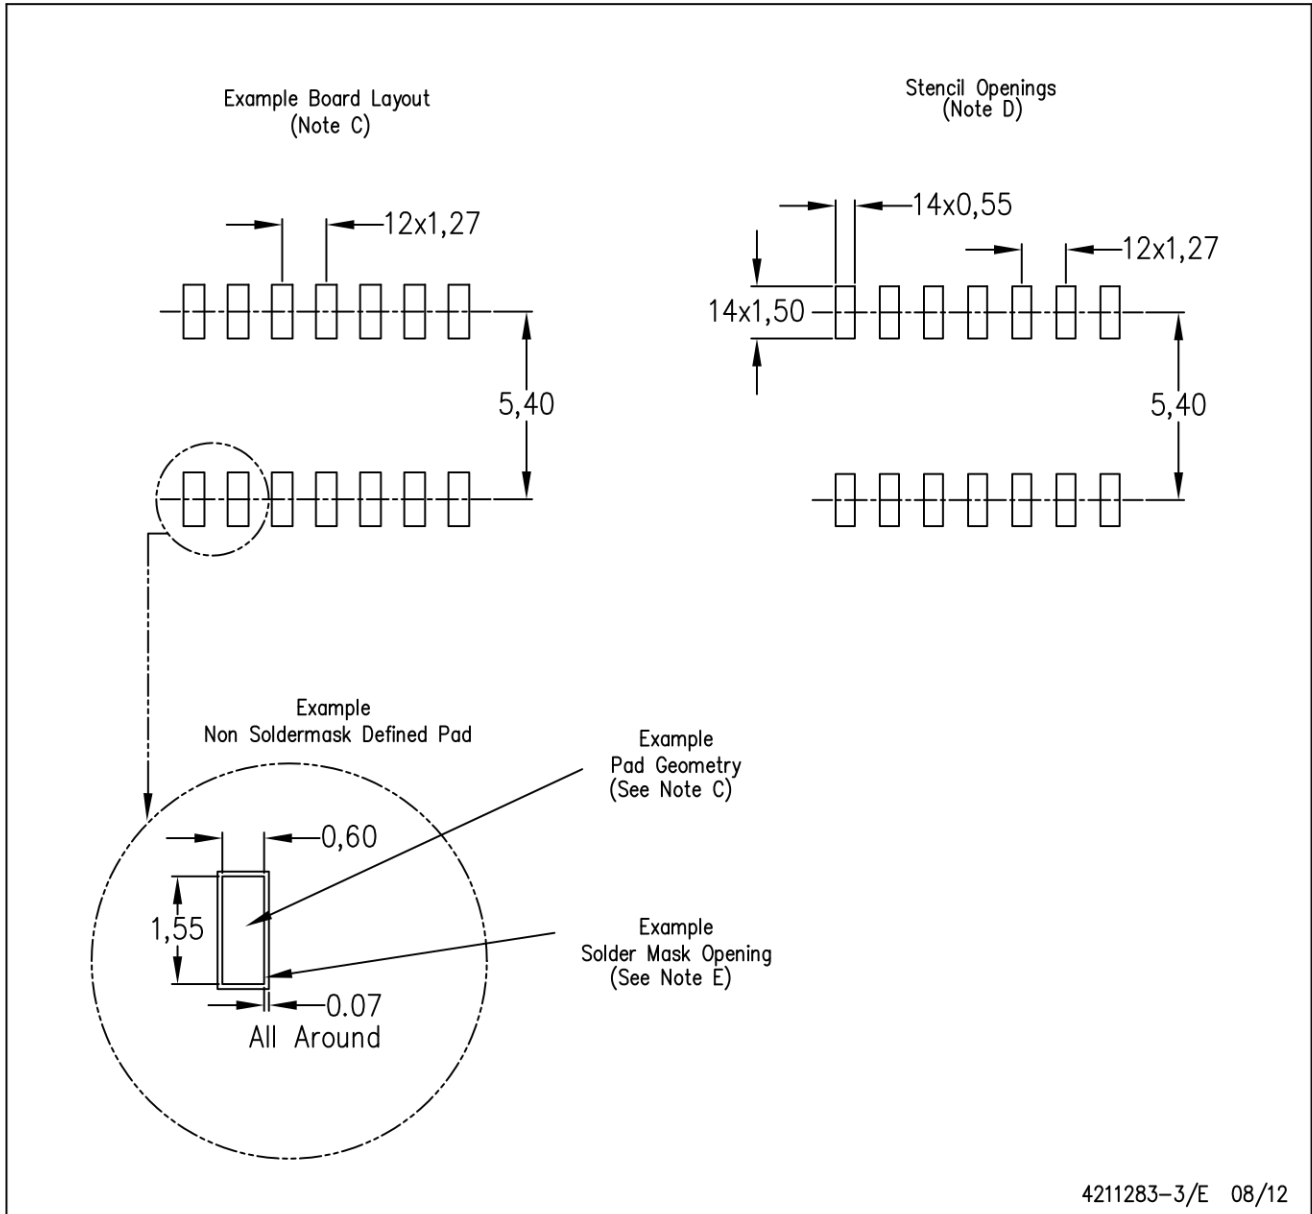 Example Board Layout
(Note C)
12x1,27
5,40
Stencil Openings
(Note D)
14x0,55
12x1,27
14x1,50
5,40
Example
Non Soldermask Defined Pad
0,60
1,55
0.07
All Around
Example
Pad Geometry
(See Note C)
Example
Solder Mask Opening
(See Note E)
4211283-3/E 08/12